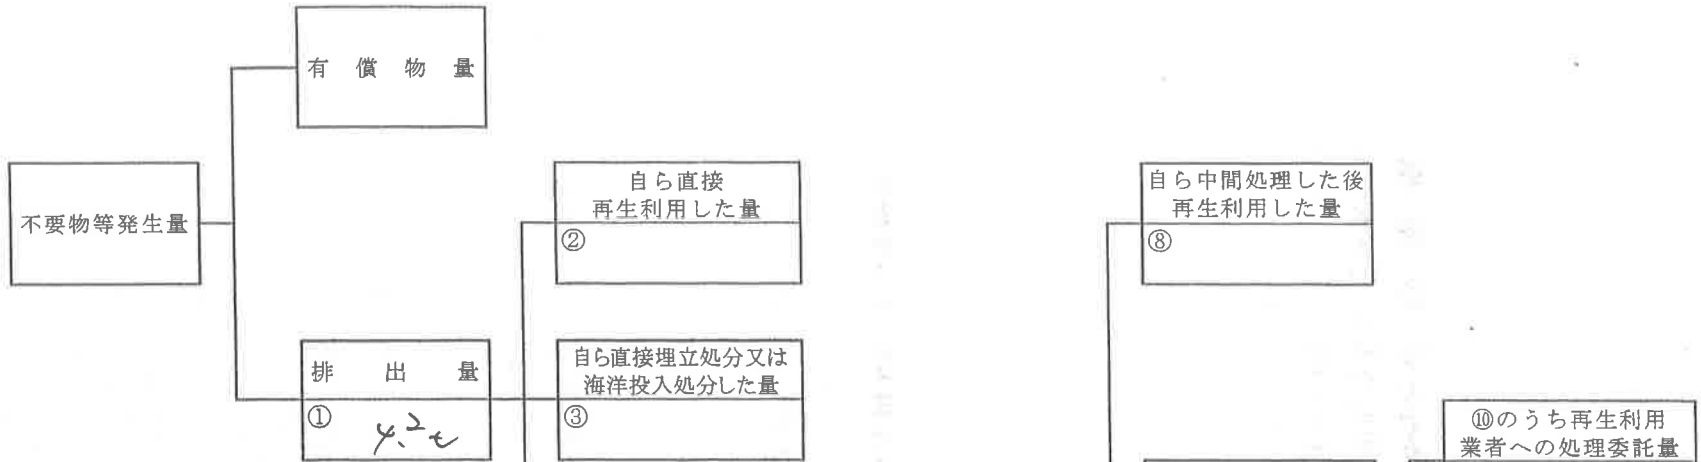 有償物量
不要物等発生量
自ら直接
再生利用した量
②
自ら中間処理した後
再生利用した量
⑧
排出量
①
4.2t
自ら直接埋立処分又は
海洋投入処分した量
③
⑩のうち再生利用
業者への処理委託量